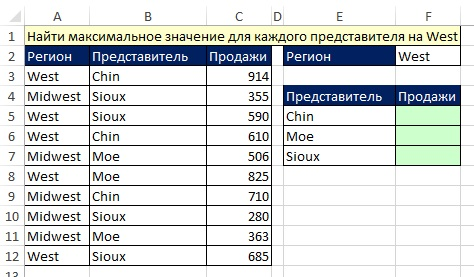 A B C D E F
1 Найти максимальное значение для каждого представителя на West
2 Регион Представитель Продажи Регион West
3 West Chin 914
4 Midwest Sioux 355 Представитель Продажи
5 West Sioux 590 Chin
6 West Chin 610 Moe
7 Midwest Moe 506 Sioux
8 West Moe 825
9 Midwest Chin 710
10 Midwest Sioux 280
11 Midwest Moe 363
12 West Sioux 685
13